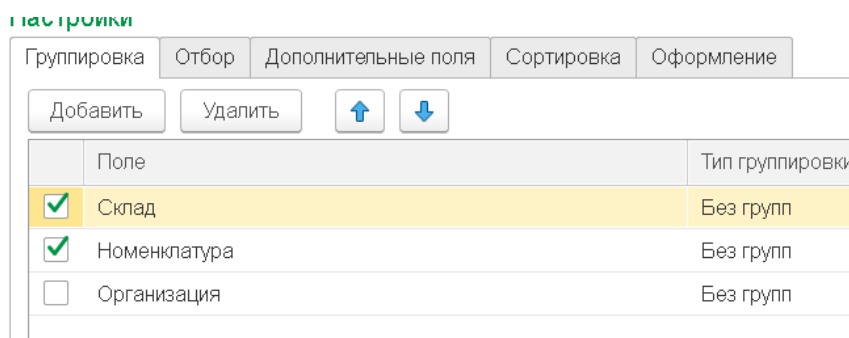 Настройки
Группировка Отбор Дополнительные поля Сортировка Оформление
Добавить Удалить
Поле Тип группировки
Склад Без групп
Номенклатура Без групп
Организация Без групп